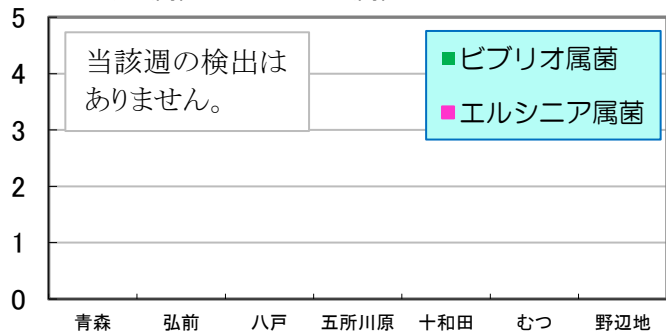 5
当該週の検出は
ありません。
ビブリオ属菌
エルシニア属菌
4
3
2
1
0
青森 弘前 八戸 五所川原 十和田 むつ 野辺地